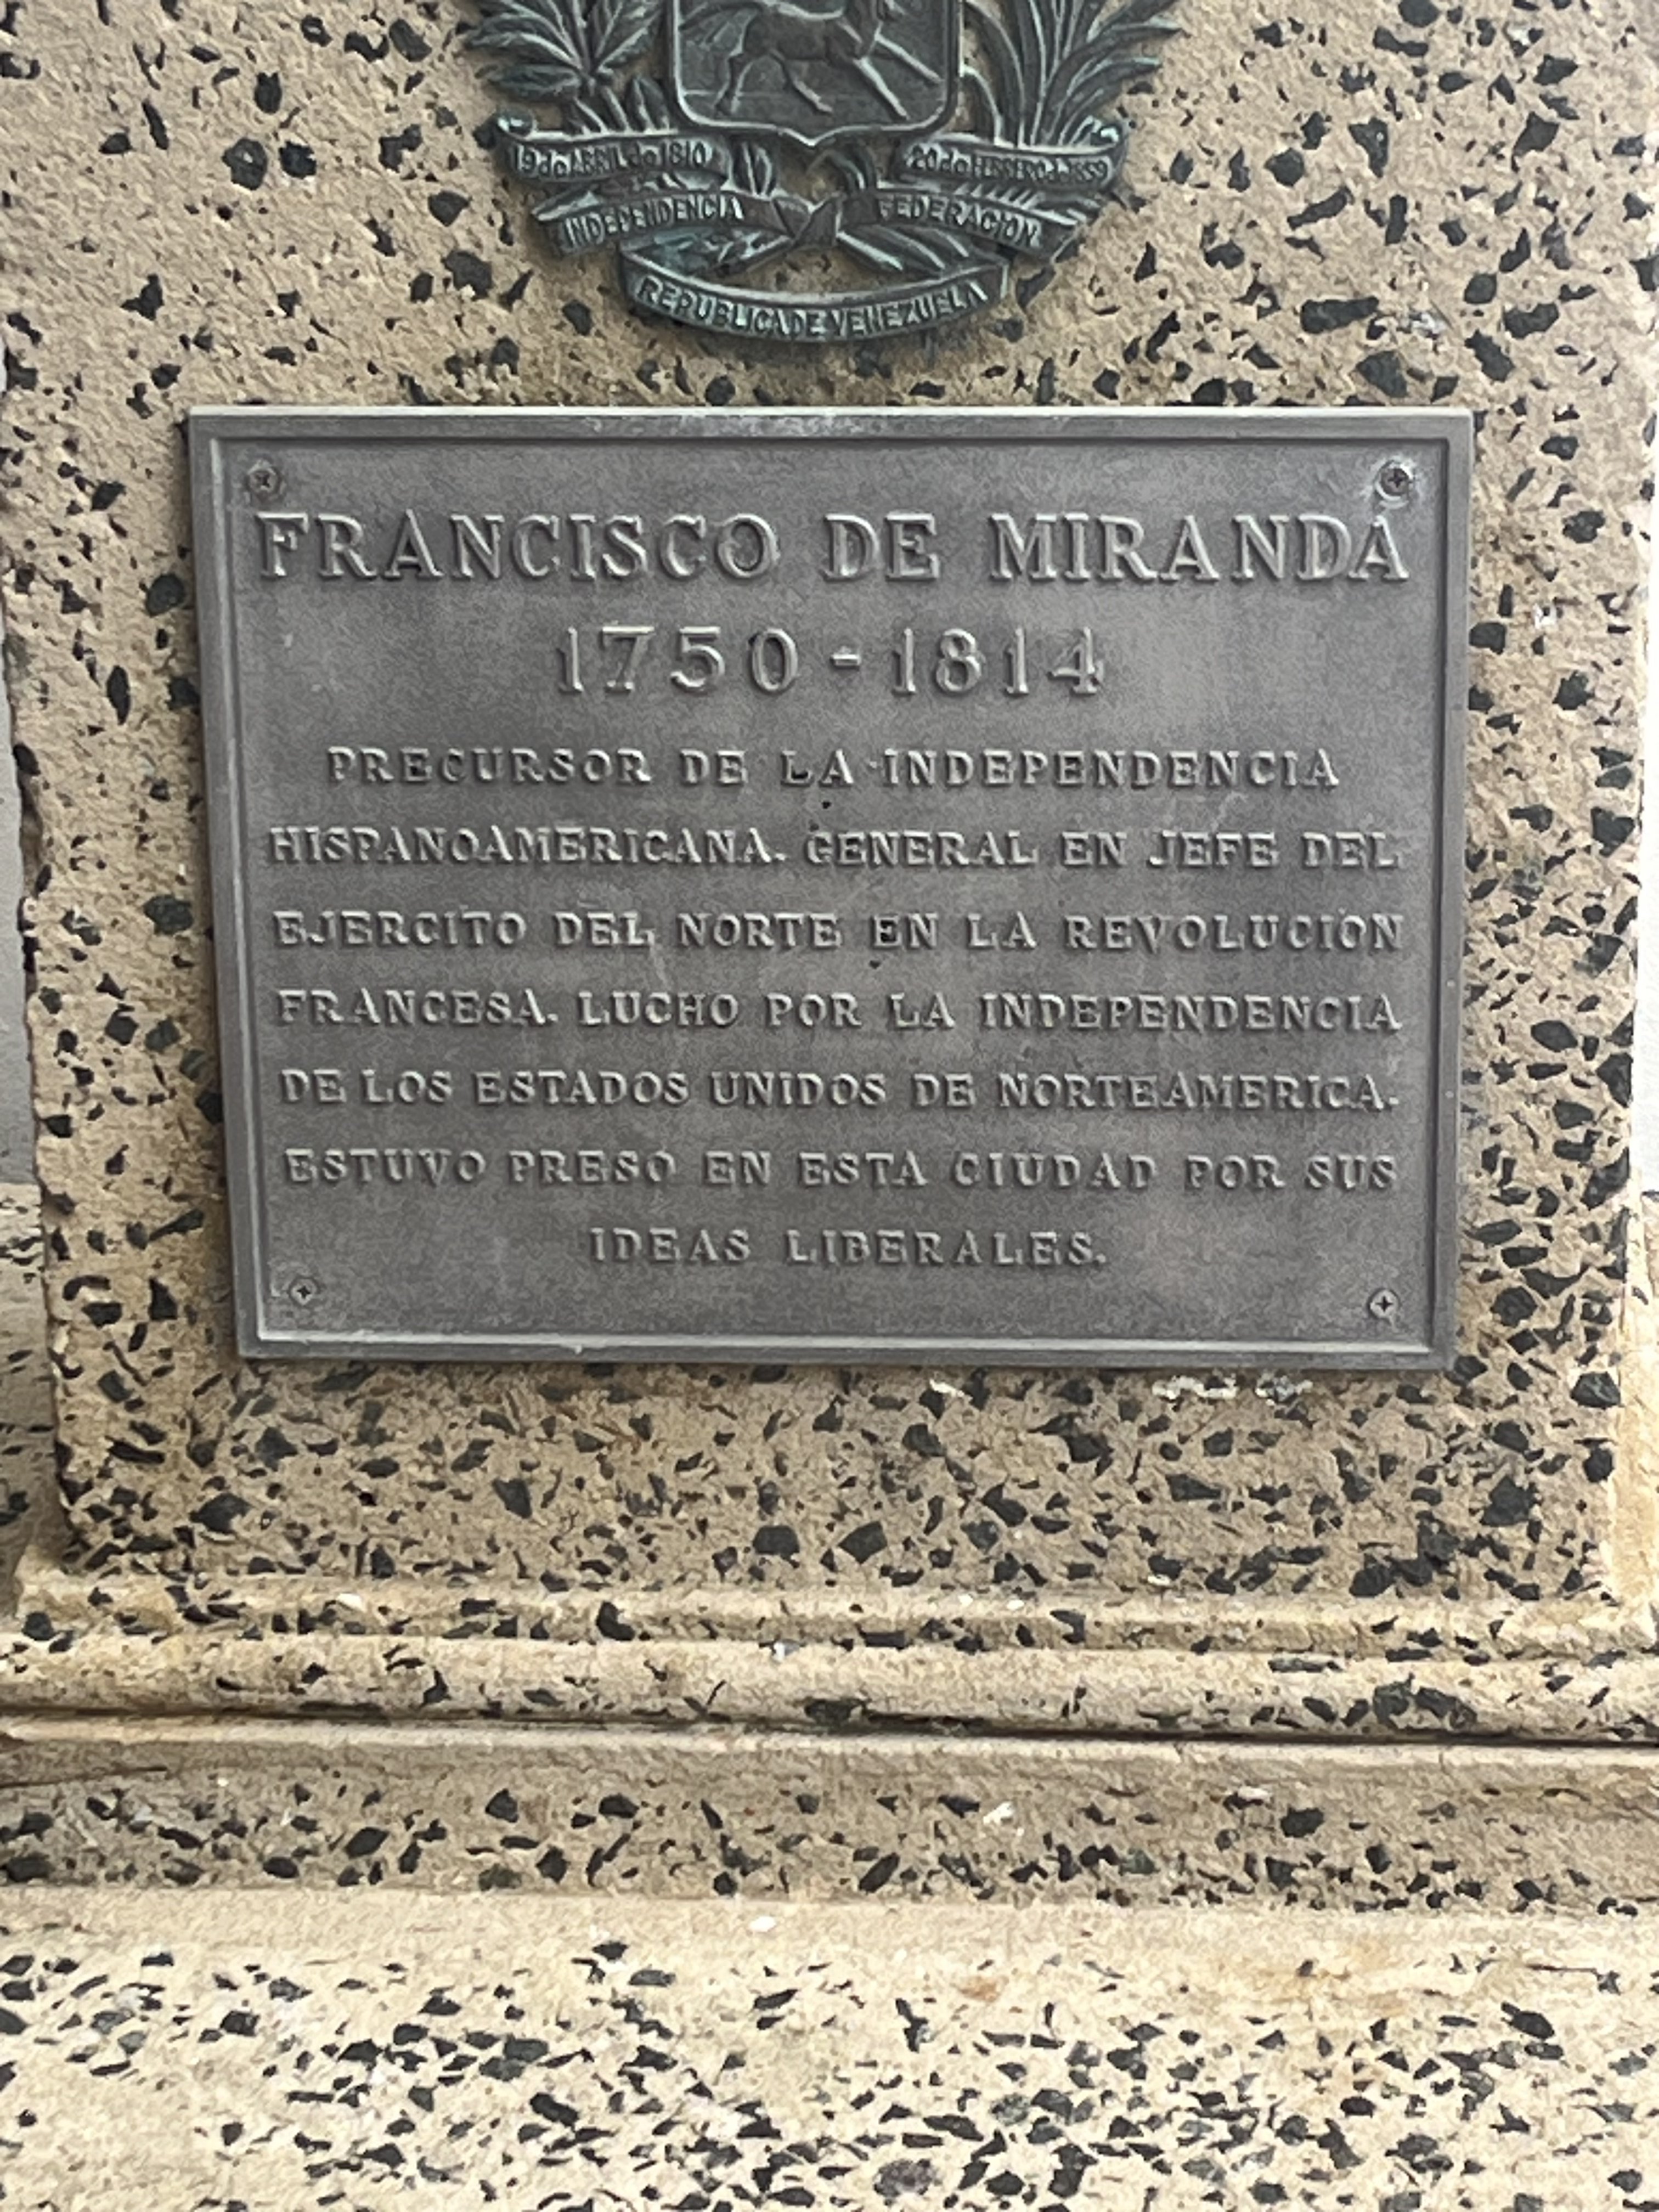 19 de ABRIL de 1810
20 de FEBRERO de 1859
INDEPENDENCIA
FEDERACION
REPUBLICA DE VENEZUELA
FRANCISCO DE MIRANDA
1750-1814
PRECURSOR DE LA INDEPENDENCIA
HISPANOAMERICANA. GENERAL EN JEFE DEL
EJERCITO DEL NORTE EN LA REVOLUCION
FRANCESA. LUCHO POR LA INDEPENDENCIA
DE LOS ESTADOS UNIDOS DE NORTEAMERICA.
ESTUVO PRESO EN ESTA CIUDAD POR SUS
IDEAS LIBERALES.